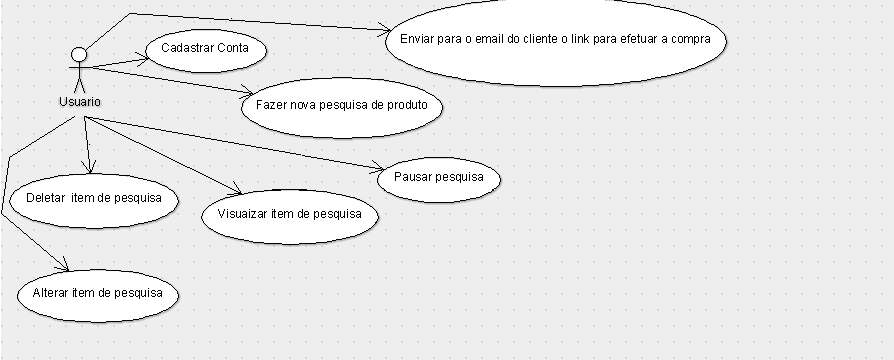 Enviar para o email do cliente o link para efetuar a compra
Cadastrar Conta
Usuario
Fazer nova pesquisa de produto
Pausar pesquisa
Deletar item de pesquisa
Visuaizar item de pesquisa
Alterar item de pesquisa